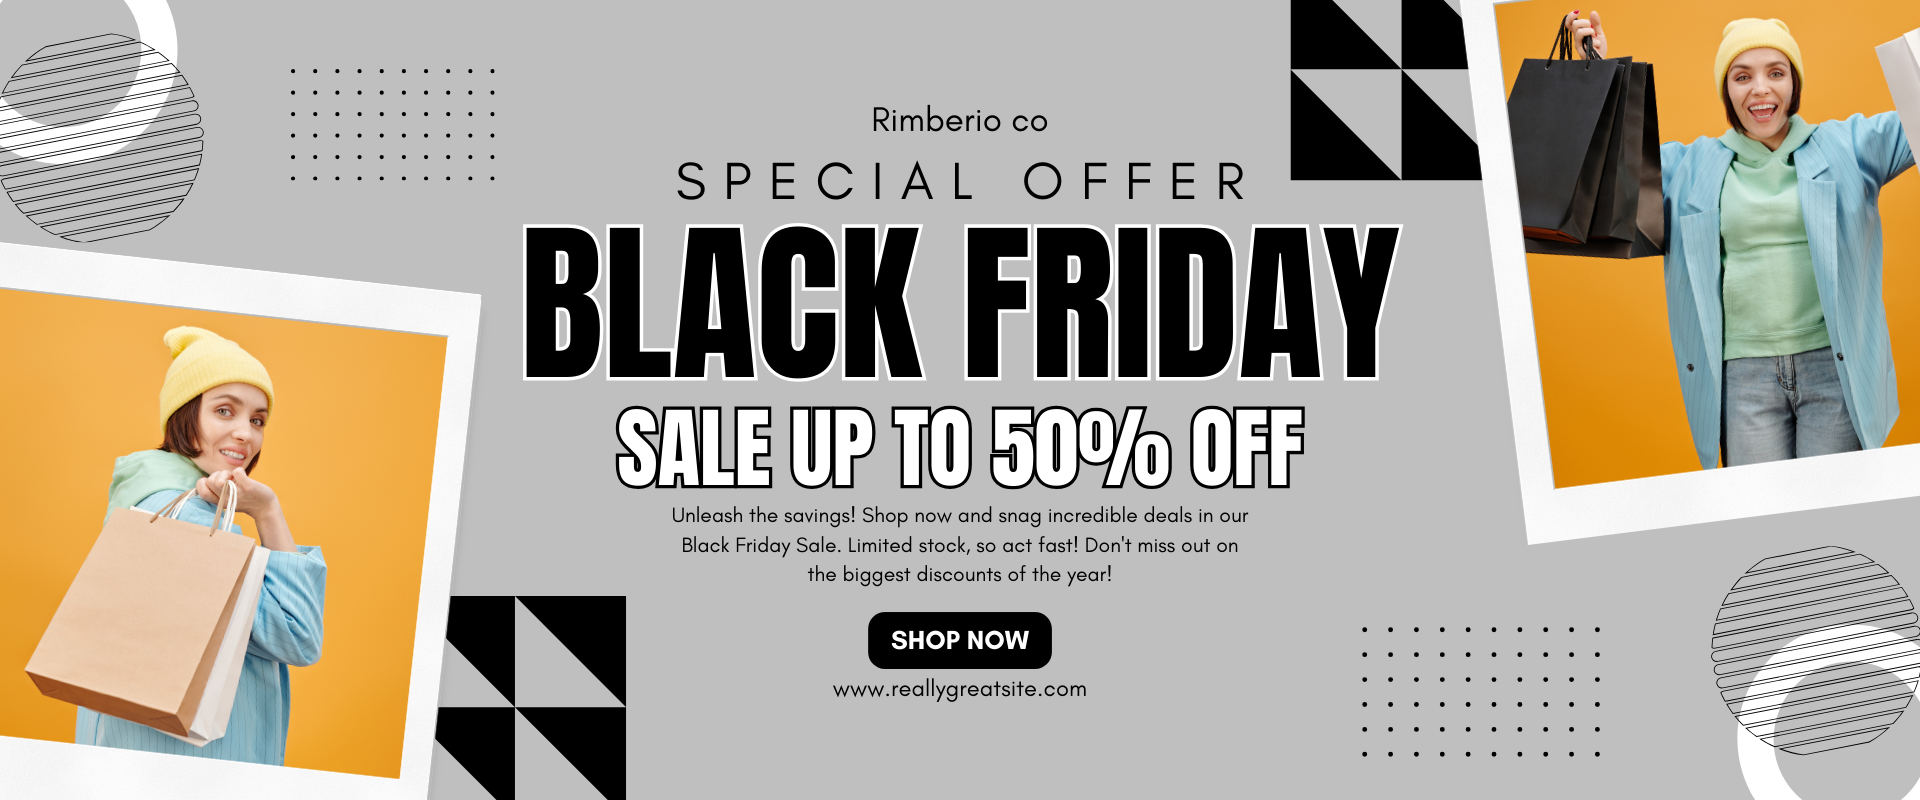 Rimberio co
SPECIAL OFFER
BLACK FRIDAY
SALE UP TO 50% OFF
Unleash the savings! Shop now and snag incredible deals in our
Black Friday Sale. Limited stock, so act fast! Don't miss out on
the biggest discounts of the year!
SHOP NOW
www.reallygreatsite.com